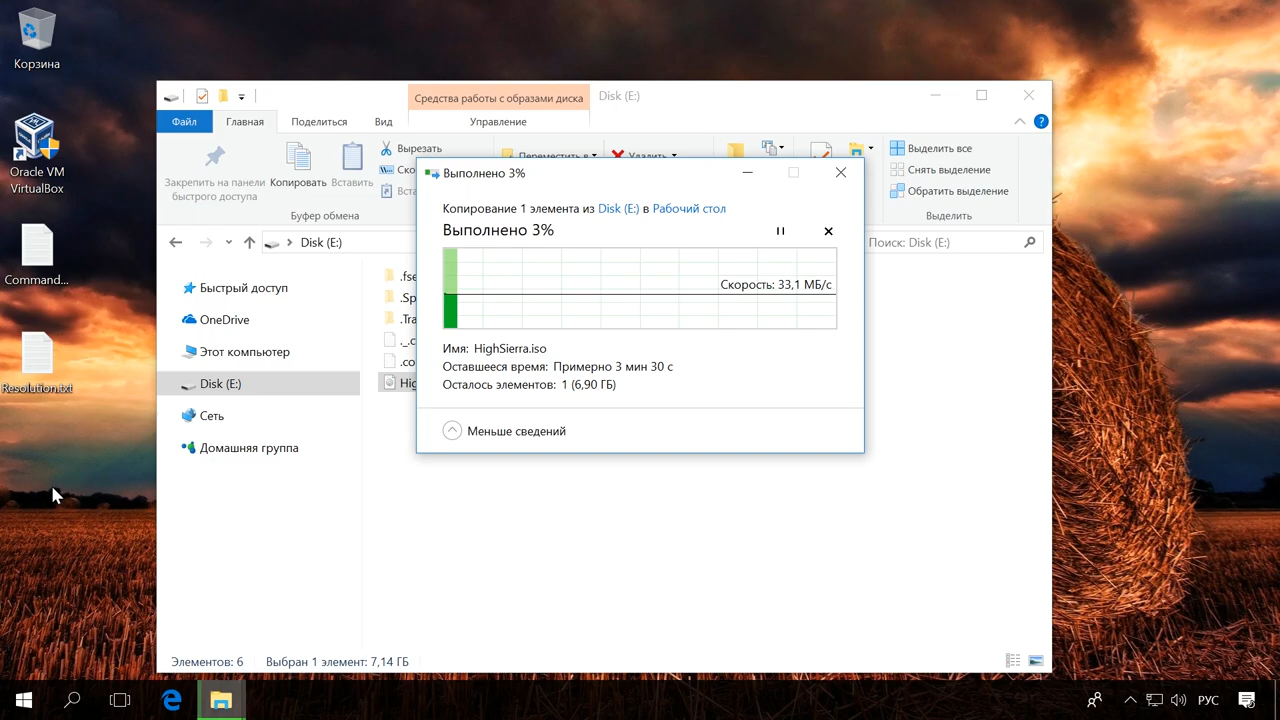 Корзина
Oracle VM
VirtualBox
Command...
Resolution.txt
Средства работы с образами диска
Disk (E:)
Файл
Главная
Поделиться
Вид
Управление
Закрепить на панели
быстрого доступа
Копировать
Вставить
Вырезать
Буфер обмена
Переместить в
Удалить
Выделить все
Снять выделение
Обратить выделение
Выделить
Disk (E:)
Поиск: Disk (E:)
Быстрый доступ
OneDrive
Этот компьютер
Disk (E:)
Сеть
Домашняя группа
Выполнено 3%
Копирование 1 элемента из Disk (E:) в Рабочий стол
Выполнено 3%
Скорость: 33,1 МБ/с
Имя: HighSierra.iso
Оставшееся время: Примерно 3 мин 30 с
Осталось элементов: 1 (6,90 ГБ)
Меньше сведений
Элементов: 6
Выбран 1 элемент: 7,14 ГБ
РУС